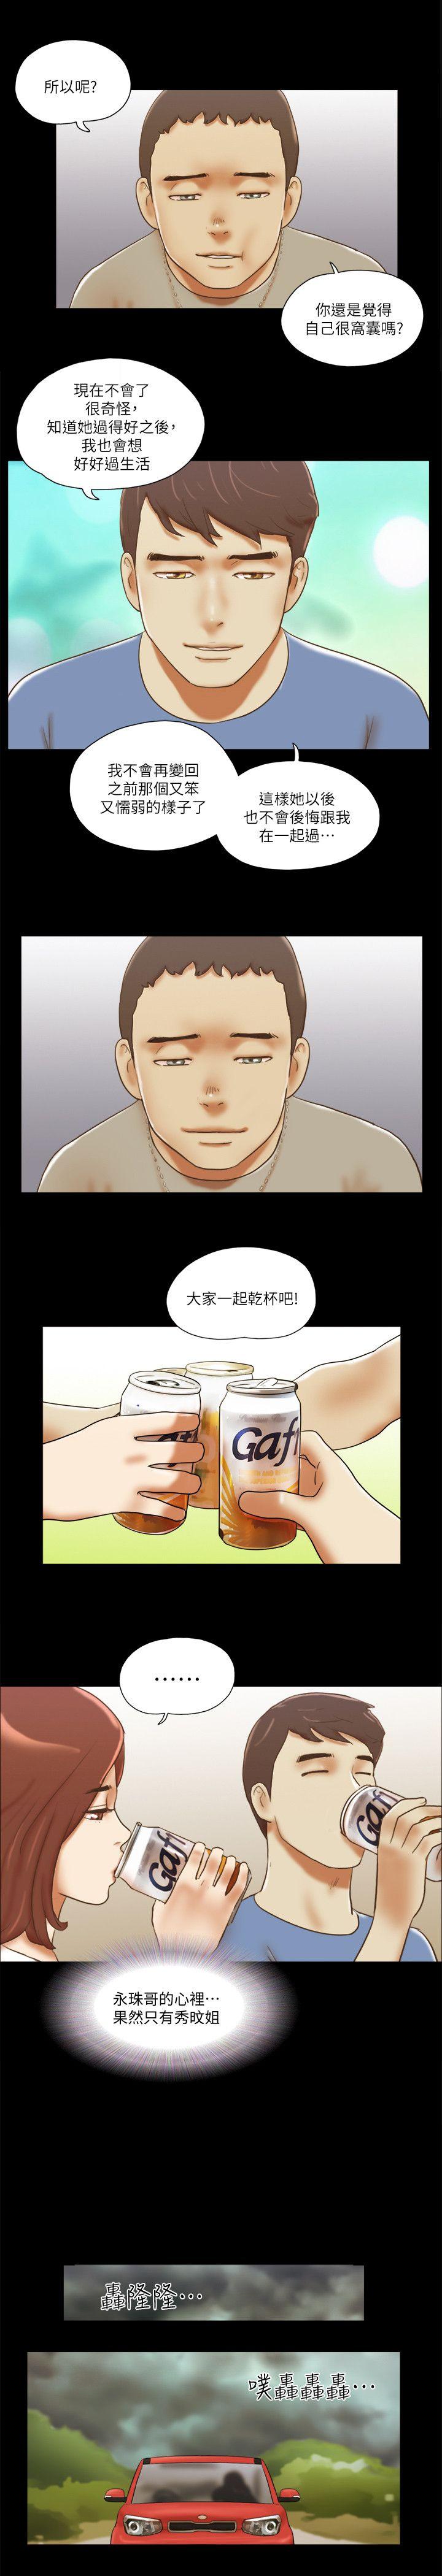 所以呢?
你還是覺得
自己很窩囊嗎?
現在不會了
很奇怪,
知道她過得好之後,
我也會想
好好過生活
我不會再變回
之前那個又笨
又懦弱的樣子了
這樣她以後
也不會後悔跟我
在一起過…
大家一起乾杯吧!
Gaf
……
Gaf
Gaf
永珠哥的心裡…
果然只有秀旼姐
轟隆隆…
噗轟轟轟…